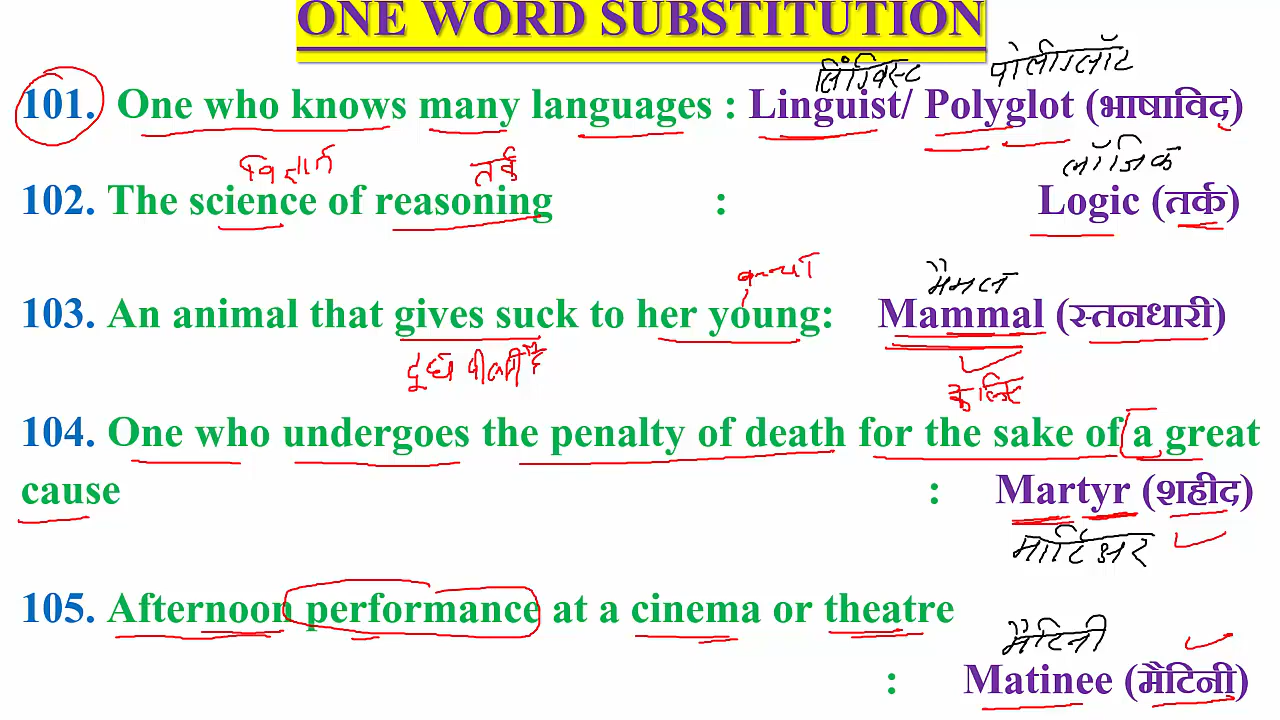 ONE WORD SUBSTITUTION
लिंग्विस्ट पोलीग्लॉट
101. One who knows many languages : Linguist/ Polyglot (भाषाविद)
तर्क लॉजिक
102. The science of reasoning : Logic (तर्क)
मैमल
103. An animal that gives suck to her young: Mammal (स्तनधारी)
104. One who undergoes the penalty of death for the sake of a great
cause : Martyr (शहीद)
105. Afternoon performance at a cinema or theatre
मैटिनी
: Matinee (मैटिनी)